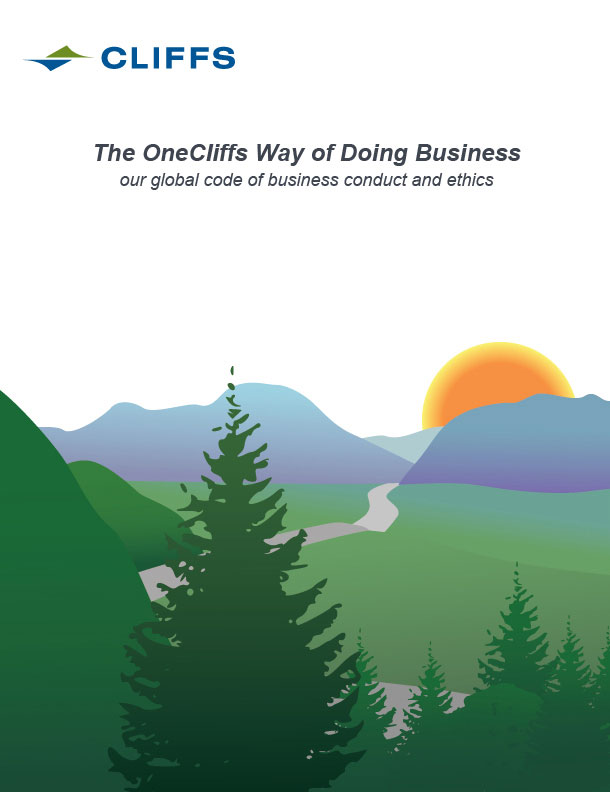 CLIFFS
The OneCliffs Way of Doing Business
our global code of business conduct and ethics